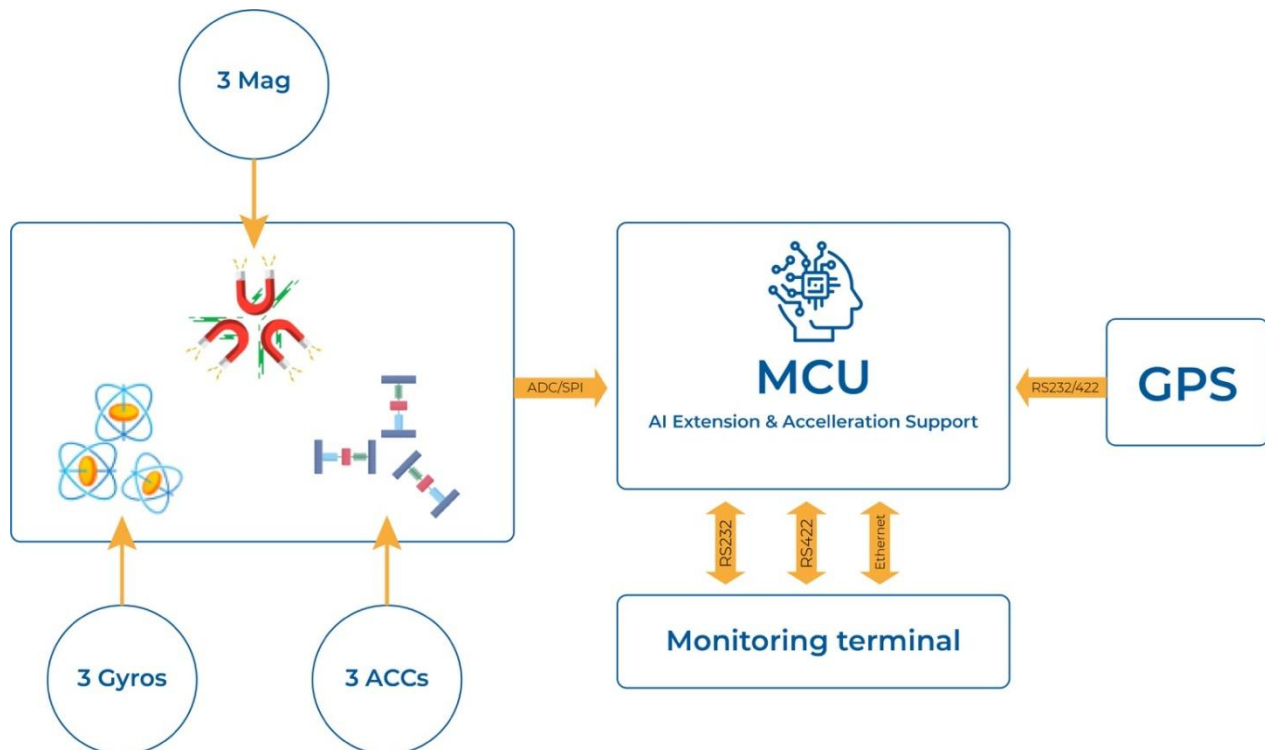 3 Mag
ADC/SPI
MCU
AI Extension & Accelleration Support
RS232/422
GPS
RS232
RS422
Ethernet
Monitoring terminal
3 Gyros
3 ACCs